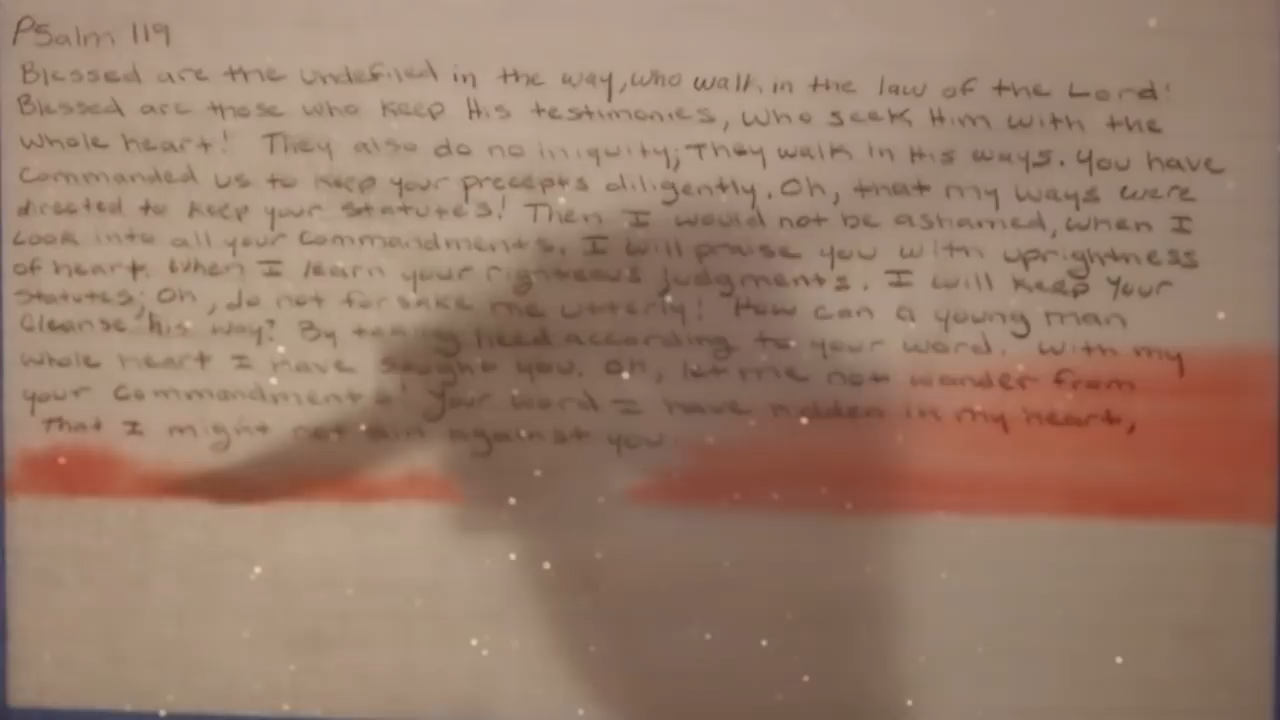 Psalm 119
Blessed are the undefiled in the way, who walk in the law of the Lord!
Blessed are those who keep His testimonies, who seek Him with the
whole heart! They also do no iniquity; They walk in His ways. You have
commanded us to keep your precepts diligently. Oh, that my ways were
directed to keep your statutes! Then I would not be ashamed, when I
Look into all your commandments. I will praise you with uprightness
of heart, when I learn your righteous judgments. I will keep your
statutes; Oh, do not forsake me utterly! How can a young man
Cleanse his way? By taking heed according to your word. With my
whole heart I have sought you. Oh, let me not wander from
your commandments! Your word I have hidden in my heart,
That I might not sin against you.